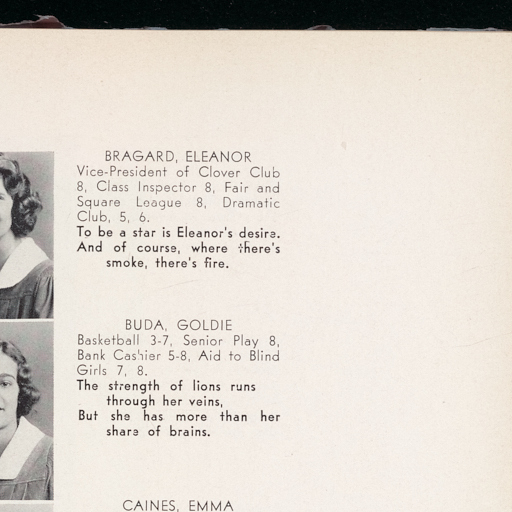 BRAGARD, ELEANOR
Vice-President of Clover Club
8, Class Inspector 8, Fair and
Square League 8, Dramatic
Club, 5, 6.
To be a star is Eleanor's desire.
And of course, where there's
smoke, there's fire.
BUDA, GOLDIE
Basketball 3-7, Senior Play 8,
Bank Cashier 5-8, Aid to Blind
Girls 7, 8.
The strength of lions runs
through her veins,
But she has more than her
share of brains.
CAINES, EMMA